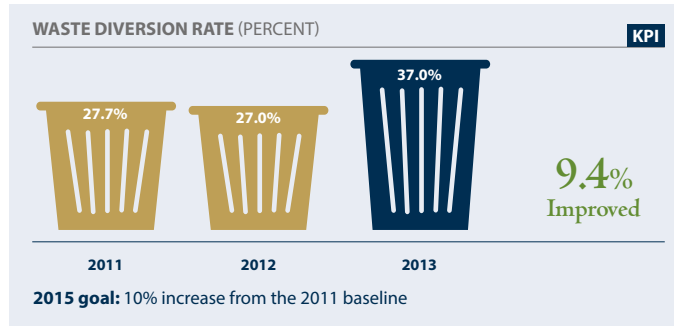 WASTE DIVERSION RATE (PERCENT)
KPI
27.7%
27.0%
37.0%
9.4%
Improved
2011
2012
2013
2015 goal: 10% increase from the 2011 baseline